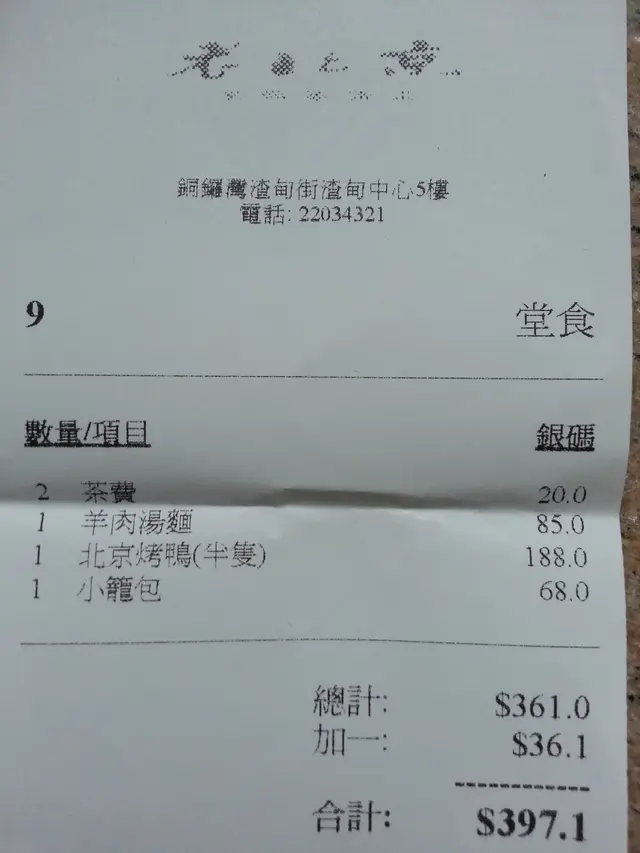 銅鑼灣渣甸街渣甸中心5樓
電話: 22034321
9 堂食
數量/項目 銀碼
2 茶費 20.0
1 羊肉湯麵 85.0
1 北京烤鴨(半隻) 188.0
1 小籠包 68.0
總計: $361.0
加一: $36.1
合計: $397.1